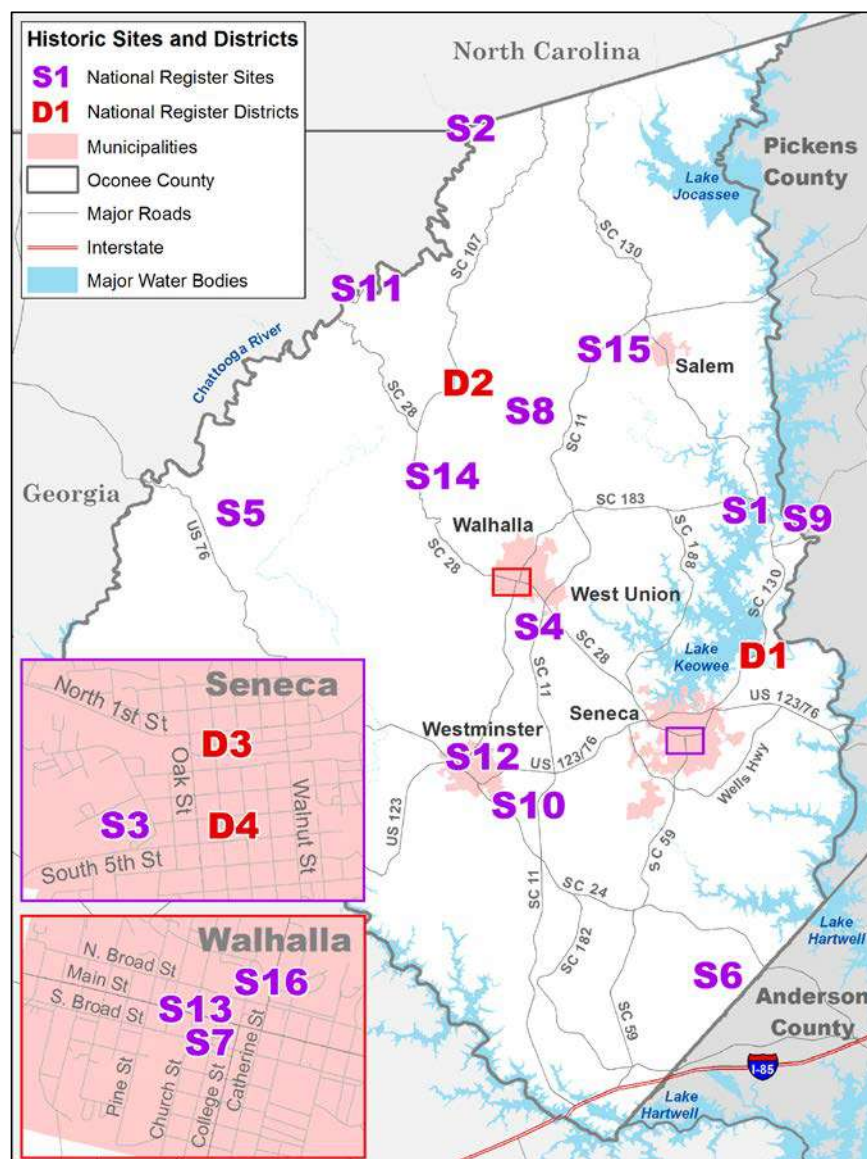 Historic Sites and Districts
S1 National Register Sites
D1 National Register Districts
Municipalities
Oconee County
Major Roads
Interstate
Major Water Bodies
North Carolina
S2
Pickens
County
Lake
Jocassee
SC 107
SC 130
S11
Chattooga River
S15
Salem
D2
SC 28
S8
SC 11
S14
Georgia
S5
US 76
SC 183
S1
S9
Walhalla
SC 188
SC 28
SC 130
West Union
S4
SC 28
Lake
Keowee
D1
SC 11
Seneca
US 123/76
Westminster
S12
US 123/76
Wells Hwy
S10
US 123
SC 59
SC 24
SC 11
SC 182
Lake
Hartwell
S6
Anderson
County
SC 59
I-85
Lake
Hartwell
Seneca
North 1st St
D3
Oak St
Walnut St
S3
D4
South 5th St
Walhalla
N. Broad St
S16
Main St
S13
S. Broad St
S7
Pine St
Church St
College St
Catherine St